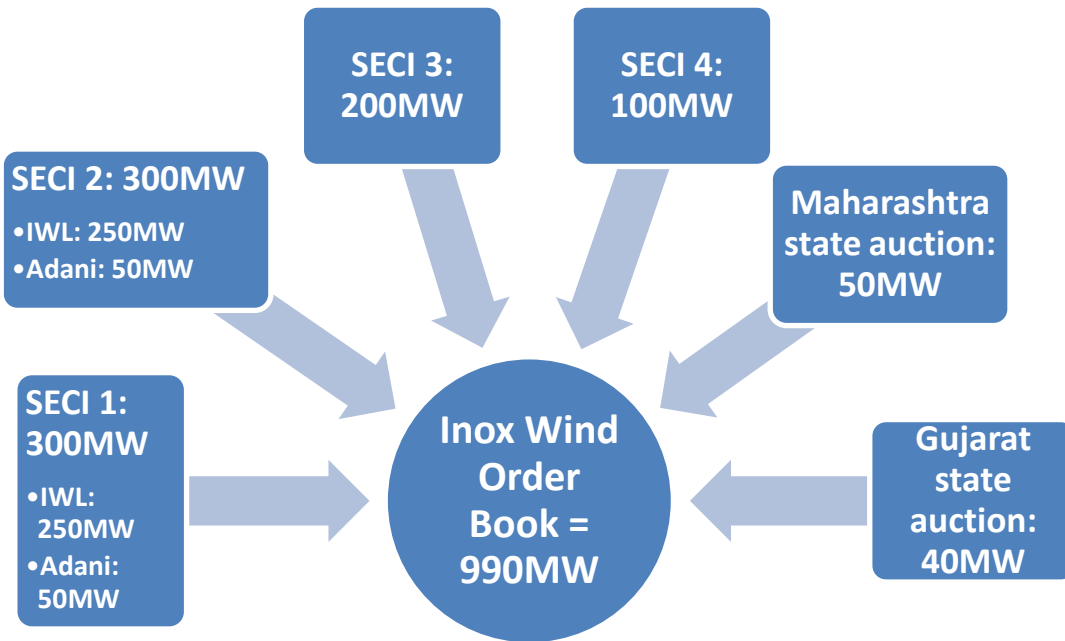 SECI 3:
200MW
SECI 4:
100MW
SECI 2: 300MW
•IWL: 250MW
•Adani: 50MW
Maharashtra
state auction:
50MW
SECI 1:
300MW
•IWL:
250MW
•Adani:
50MW
Inox Wind
Order
Book =
990MW
Gujarat
state
auction:
40MW